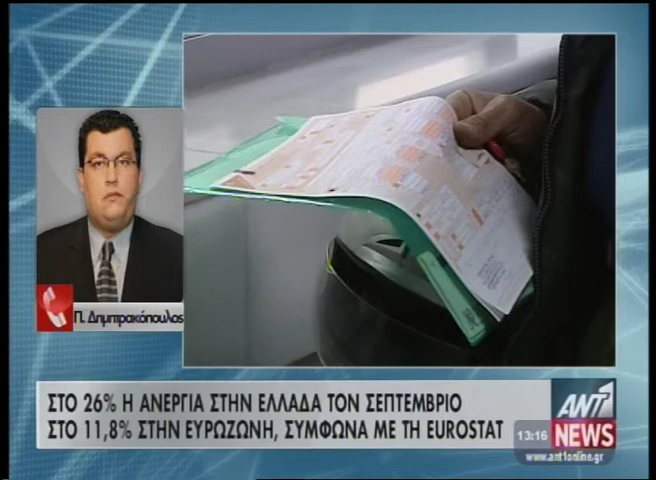 Π. Δημητρακόπουλος
ΣΤΟ 26% Η ΑΝΕΡΓΙΑ ΣΤΗΝ ΕΛΛΑΔΑ ΤΟΝ ΣΕΠΤΕΜΒΡΙΟ
ΣΤΟ 11,8% ΣΤΗΝ ΕΥΡΩΖΩΝΗ, ΣΥΜΦΩΝΑ ΜΕ ΤΗ EUROSTAT
ΑΝΤ1
13:16 NEWS
www.ant1online.gr